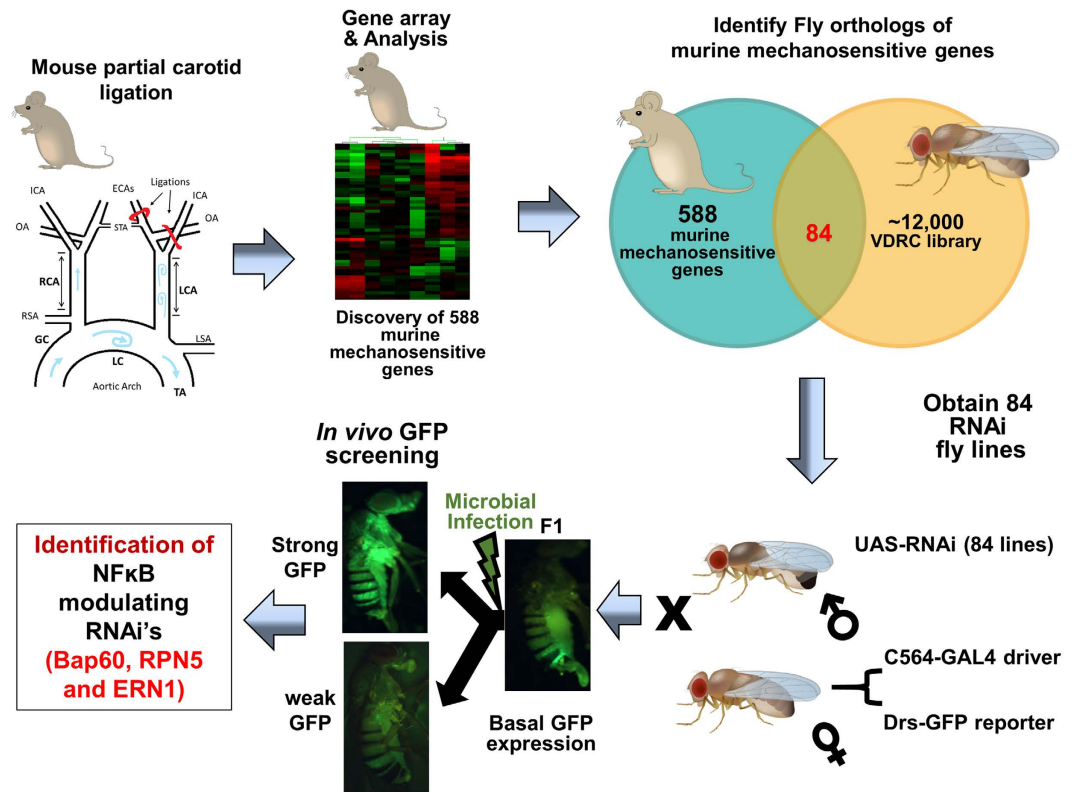 Mouse partial carotid
ligation
ICA
ECAs
Ligations
ICA
OA
STA
OA
RCA
LCA
RSA
LSA
GC
LC
Aortic Arch
TA
Gene array
& Analysis
Discovery of 588
murine
mechanosensitive
genes
Identify Fly orthologs of
murine mechanosensitive genes
588
murine
mechanosensitive
genes
84
~12,000
VDRC library
Obtain 84
RNAi
fly lines
UAS-RNAi (84 lines)
X
♂
C564-GAL4 driver
Drs-GFP reporter
♀
In vivo GFP
screening
Microbial
Infection
F1
Strong
GFP
weak
GFP
Basal GFP
expression
Identification of
NFκB
modulating
RNAi's
(Bap60, RPN5
and ERN1)